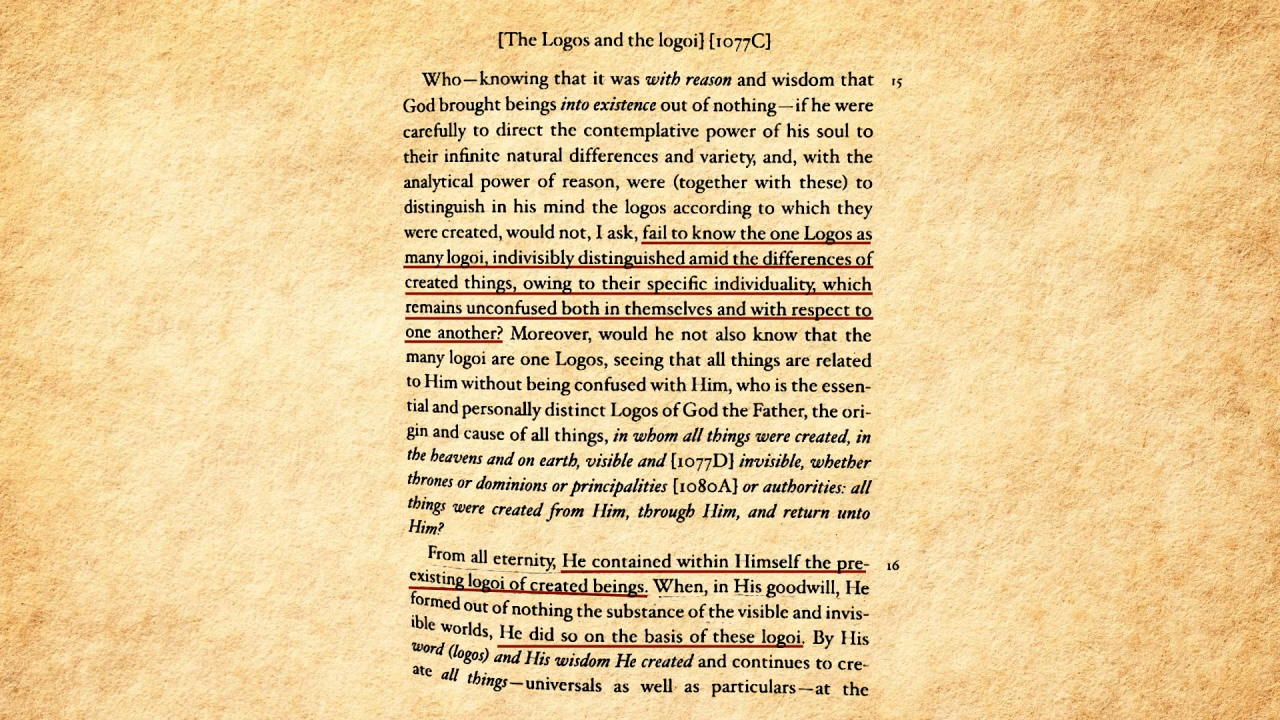 [The Logos and the logoi] [1077C]
Who—knowing that it was with reason and wisdom that 15
God brought beings into existence out of nothing—if he were
carefully to direct the contemplative power of his soul to
their infinite natural differences and variety, and, with the
analytical power of reason, were (together with these) to
distinguish in his mind the logos according to which they
were created, would not, I ask, fail to know the one Logos as
many logoi, indivisibly distinguished amid the differences of
created things, owing to their specific individuality, which
remains unconfused both in themselves and with respect to
one another? Moreover, would he not also know that the
many logoi are one Logos, seeing that all things are related
to Him without being confused with Him, who is the essen-
tial and personally distinct Logos of God the Father, the ori-
gin and cause of all things, in whom all things were created, in
the heavens and on earth, visible and [1077D] invisible, whether
thrones or dominions or principalities [1080A] or authorities: all
things were created from Him, through Him, and return unto
Him?
From all eternity, He contained within Himself the pre- 16
existing logoi of created beings. When, in His goodwill, He
formed out of nothing the substance of the visible and invis-
ible worlds, He did so on the basis of these logoi. By His
word (logos) and His wisdom He created and continues to cre-
ate all things—universals as well as particulars—at the